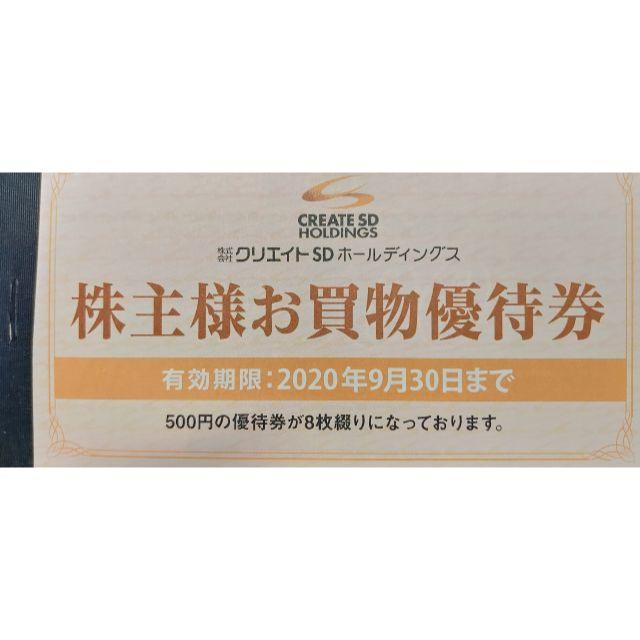 CREATE SD
HOLDINGS
株式会社 クリエイト SD ホールディングス
株主様お買物優待券
有効期限：2020年9月30日まで
500円の優待券が8枚綴りになっております。